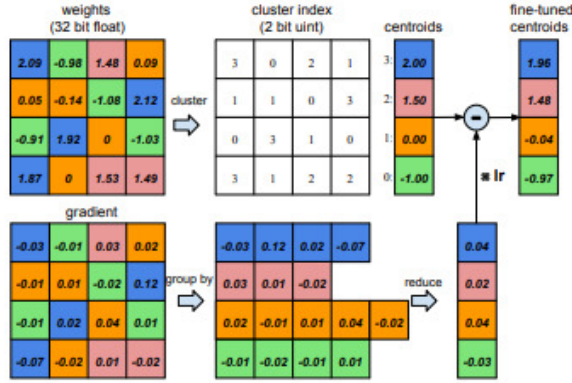 weights
(32 bit float)
cluster index
(2 bit uint)
centroids
fine-tuned
centroids
2.09 -0.98 1.48 0.09
3 0 2 1
3: 2.00
1.96
0.05 -0.14 -1.08 2.12
cluster
1 1 0 3
2: 1.50
1.48
-0.91 1.92 0 -1.03
0 3 1 0
1: 0.00
-0.04
1.87 0 1.53 1.49
3 1 2 2
0: -1.00
-0.97
lr
gradient
-0.03 -0.01 0.03 0.02
-0.03 0.12 0.02 -0.07
0.04
-0.01 0.01 -0.02 0.12
group by
0.03 0.01 -0.02
reduce
0.02
-0.01 0.02 0.04 0.01
0.02 -0.01 0.01 0.04 -0.02
0.04
-0.07 -0.02 0.01 -0.02
-0.01 -0.02 -0.01 0.01
-0.03